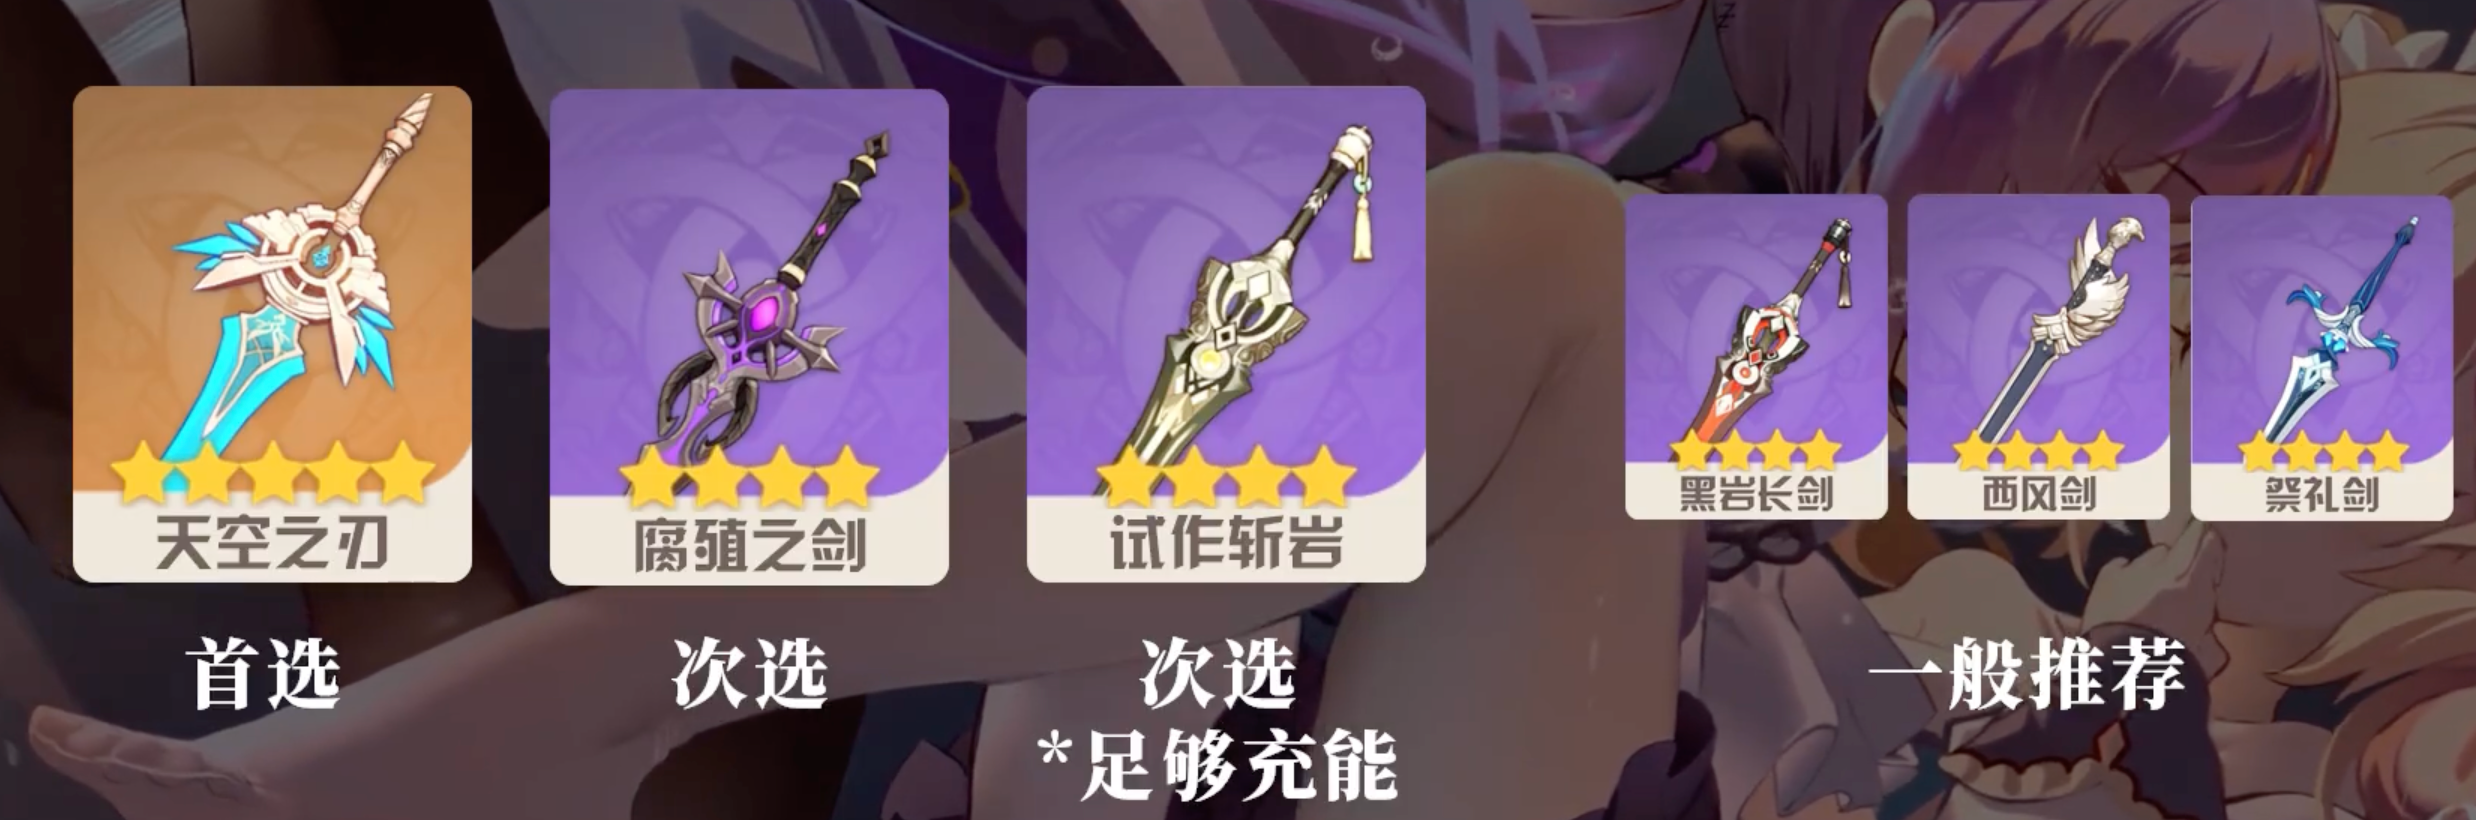 天空之刃
腐殖之剑
试作斩岩
黑岩长剑
西风剑
祭礼剑
首选
次选
次选
*足够充能
一般推荐